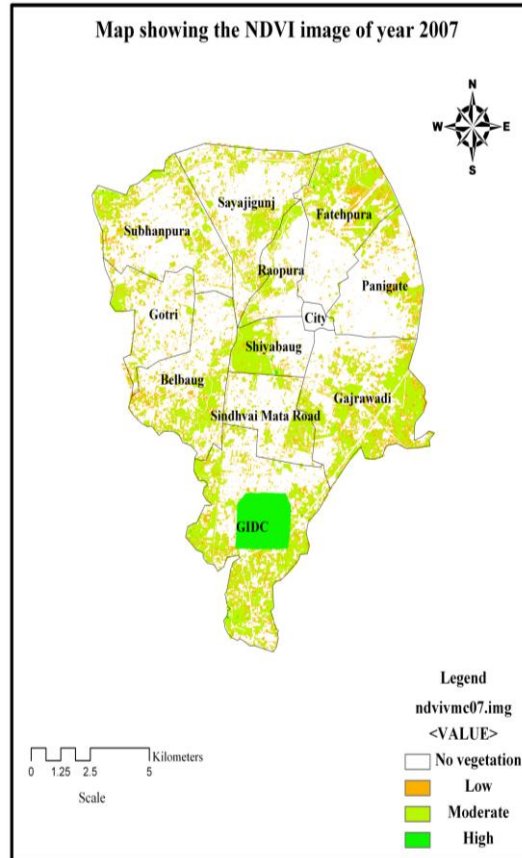 Map showing the NDVI image of year 2007
N
W E
S
Sayajigunj
Fatehpura
Subhanpura
Raopura
Panigate
Gotri
City
Shiyabaug
Belbaug
Gajrawadi
Sindhvai Mata Road
GIDC
Legend
ndvivmc07.img
<VALUE>
No vegetation
Low
Moderate
High
Kilometers
0 1.25 2.5 5
Scale